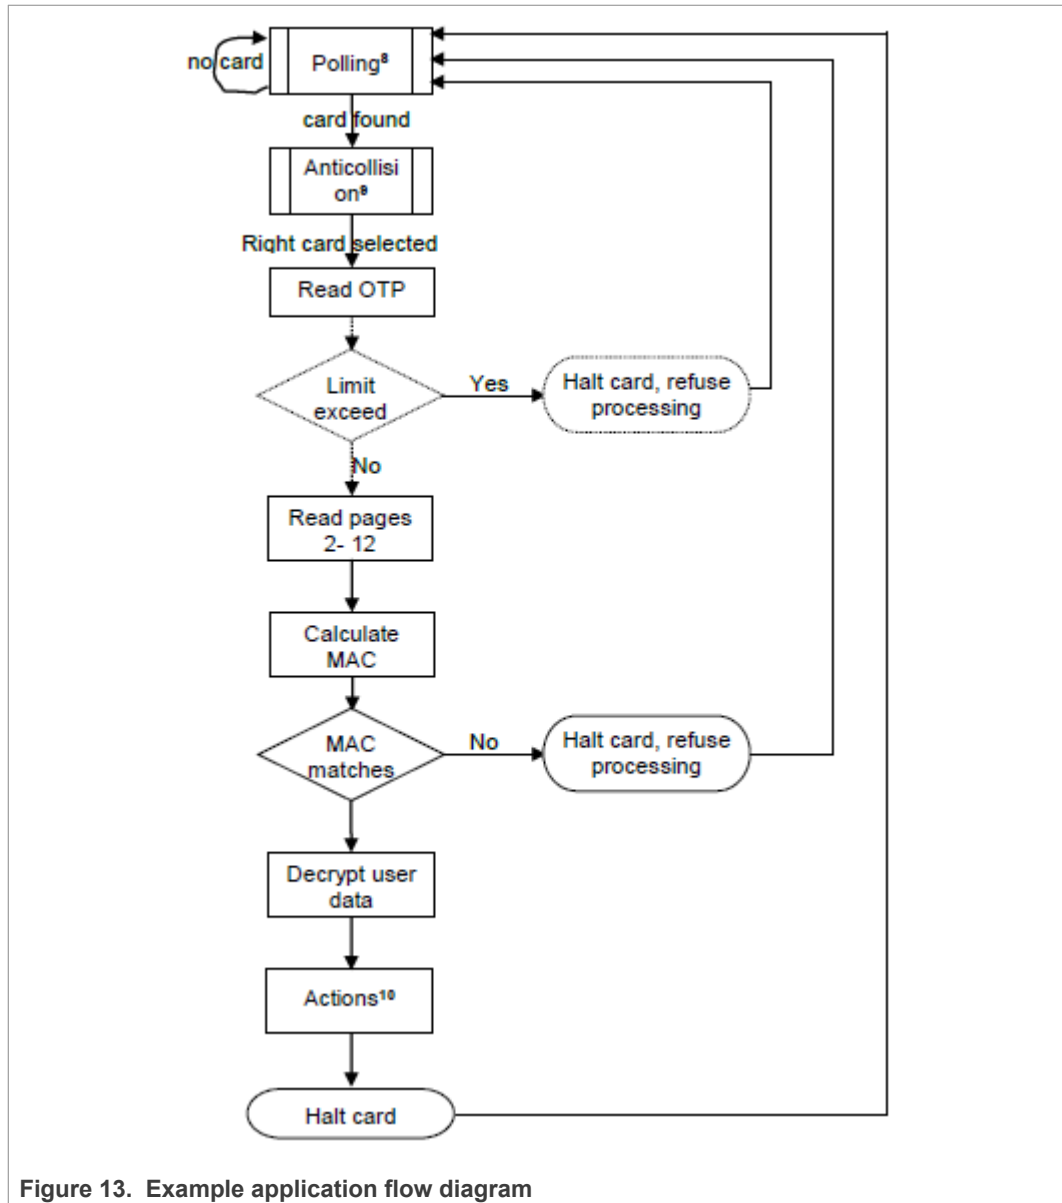 no card
Polling⁸
card found
Anticollisi
on⁹
Right card selected
Read OTP
Limit
exceed
Yes
Halt card, refuse
processing
No
Read pages
2- 12
Calculate
MAC
MAC
matches
No
Halt card, refuse
processing
Decrypt user
data
Actions¹⁰
Halt card
Figure 13. Example application flow diagram